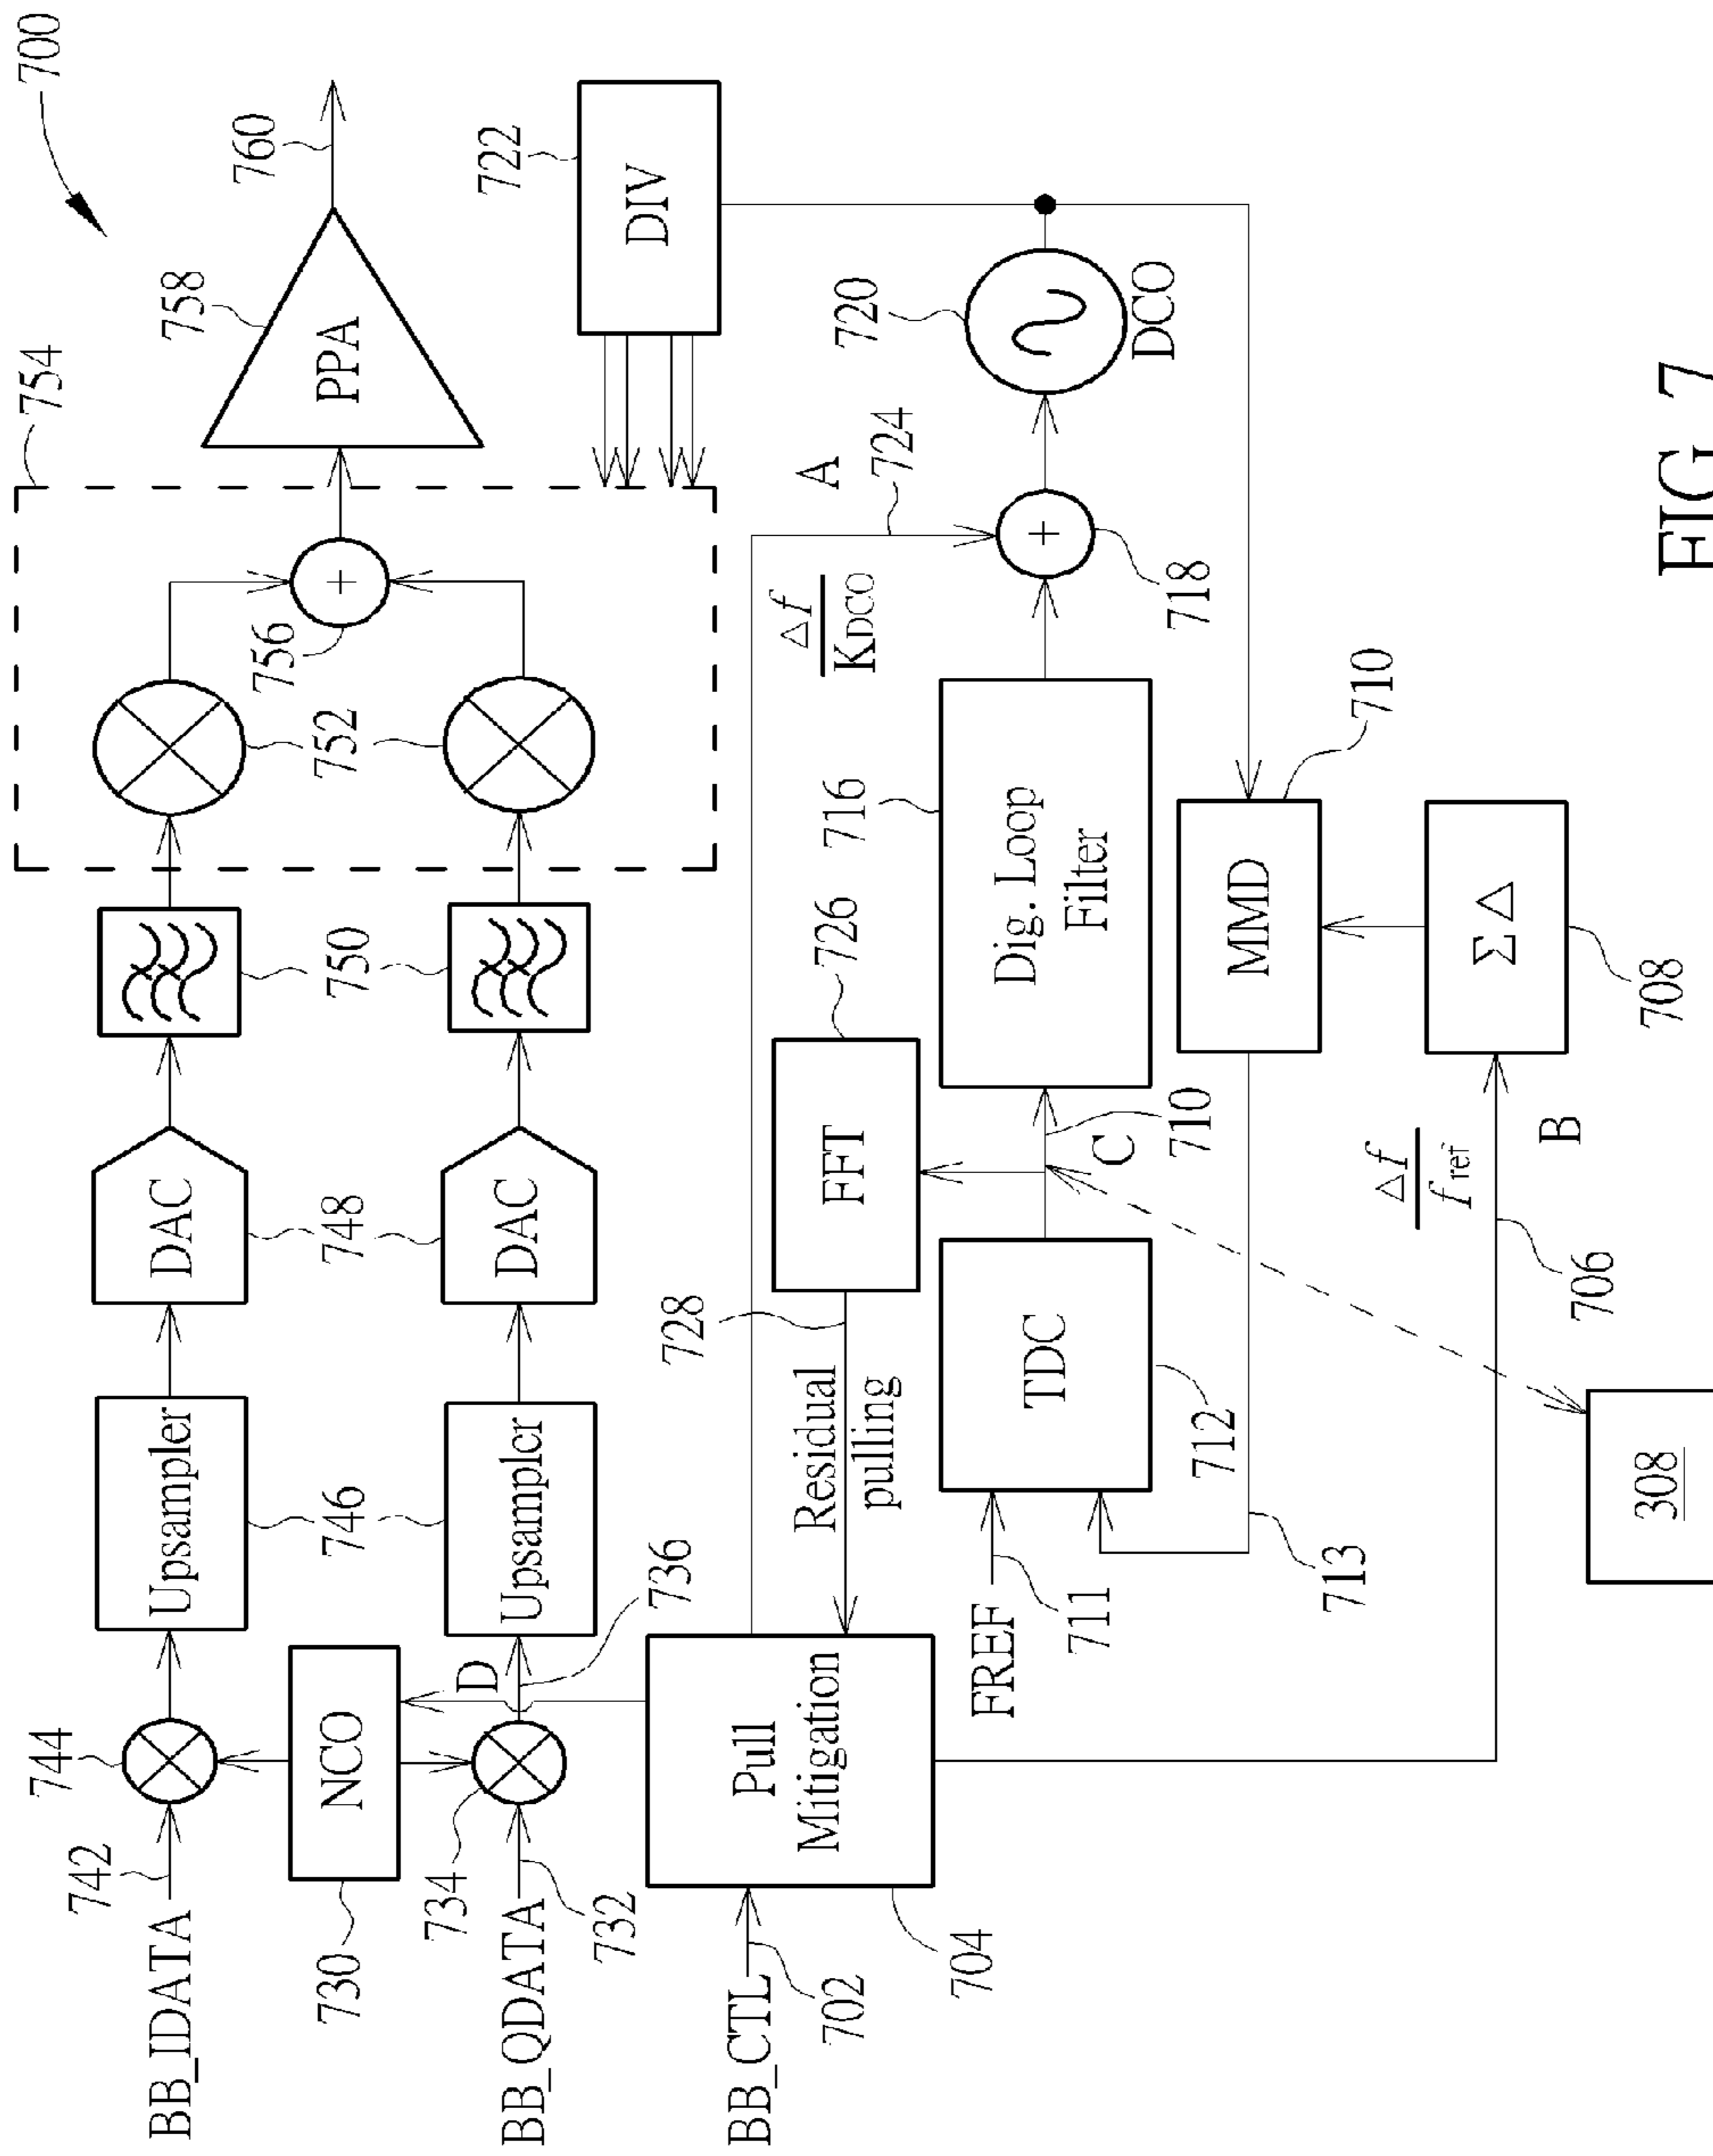 700
BB_IDATA
742
744
Upsampler
DAC
754
758
PPA
760
NCO
730
746
748
750
752
756
+
BB_QDATA
732
734
D
736
Upsampler
DAC
722
DIV
BB_CTL
702
Pull
Mitigation
704
728
Residual
pulling
FFT
726
716
Δf
KDCO
A
724
720
DCO
FREF
711
TDC
712
C
710
Dig. Loop
Filter
+
718
713
MMD
710
Δf
fref
706
B
ΣΔ
708
308
FIG. 7